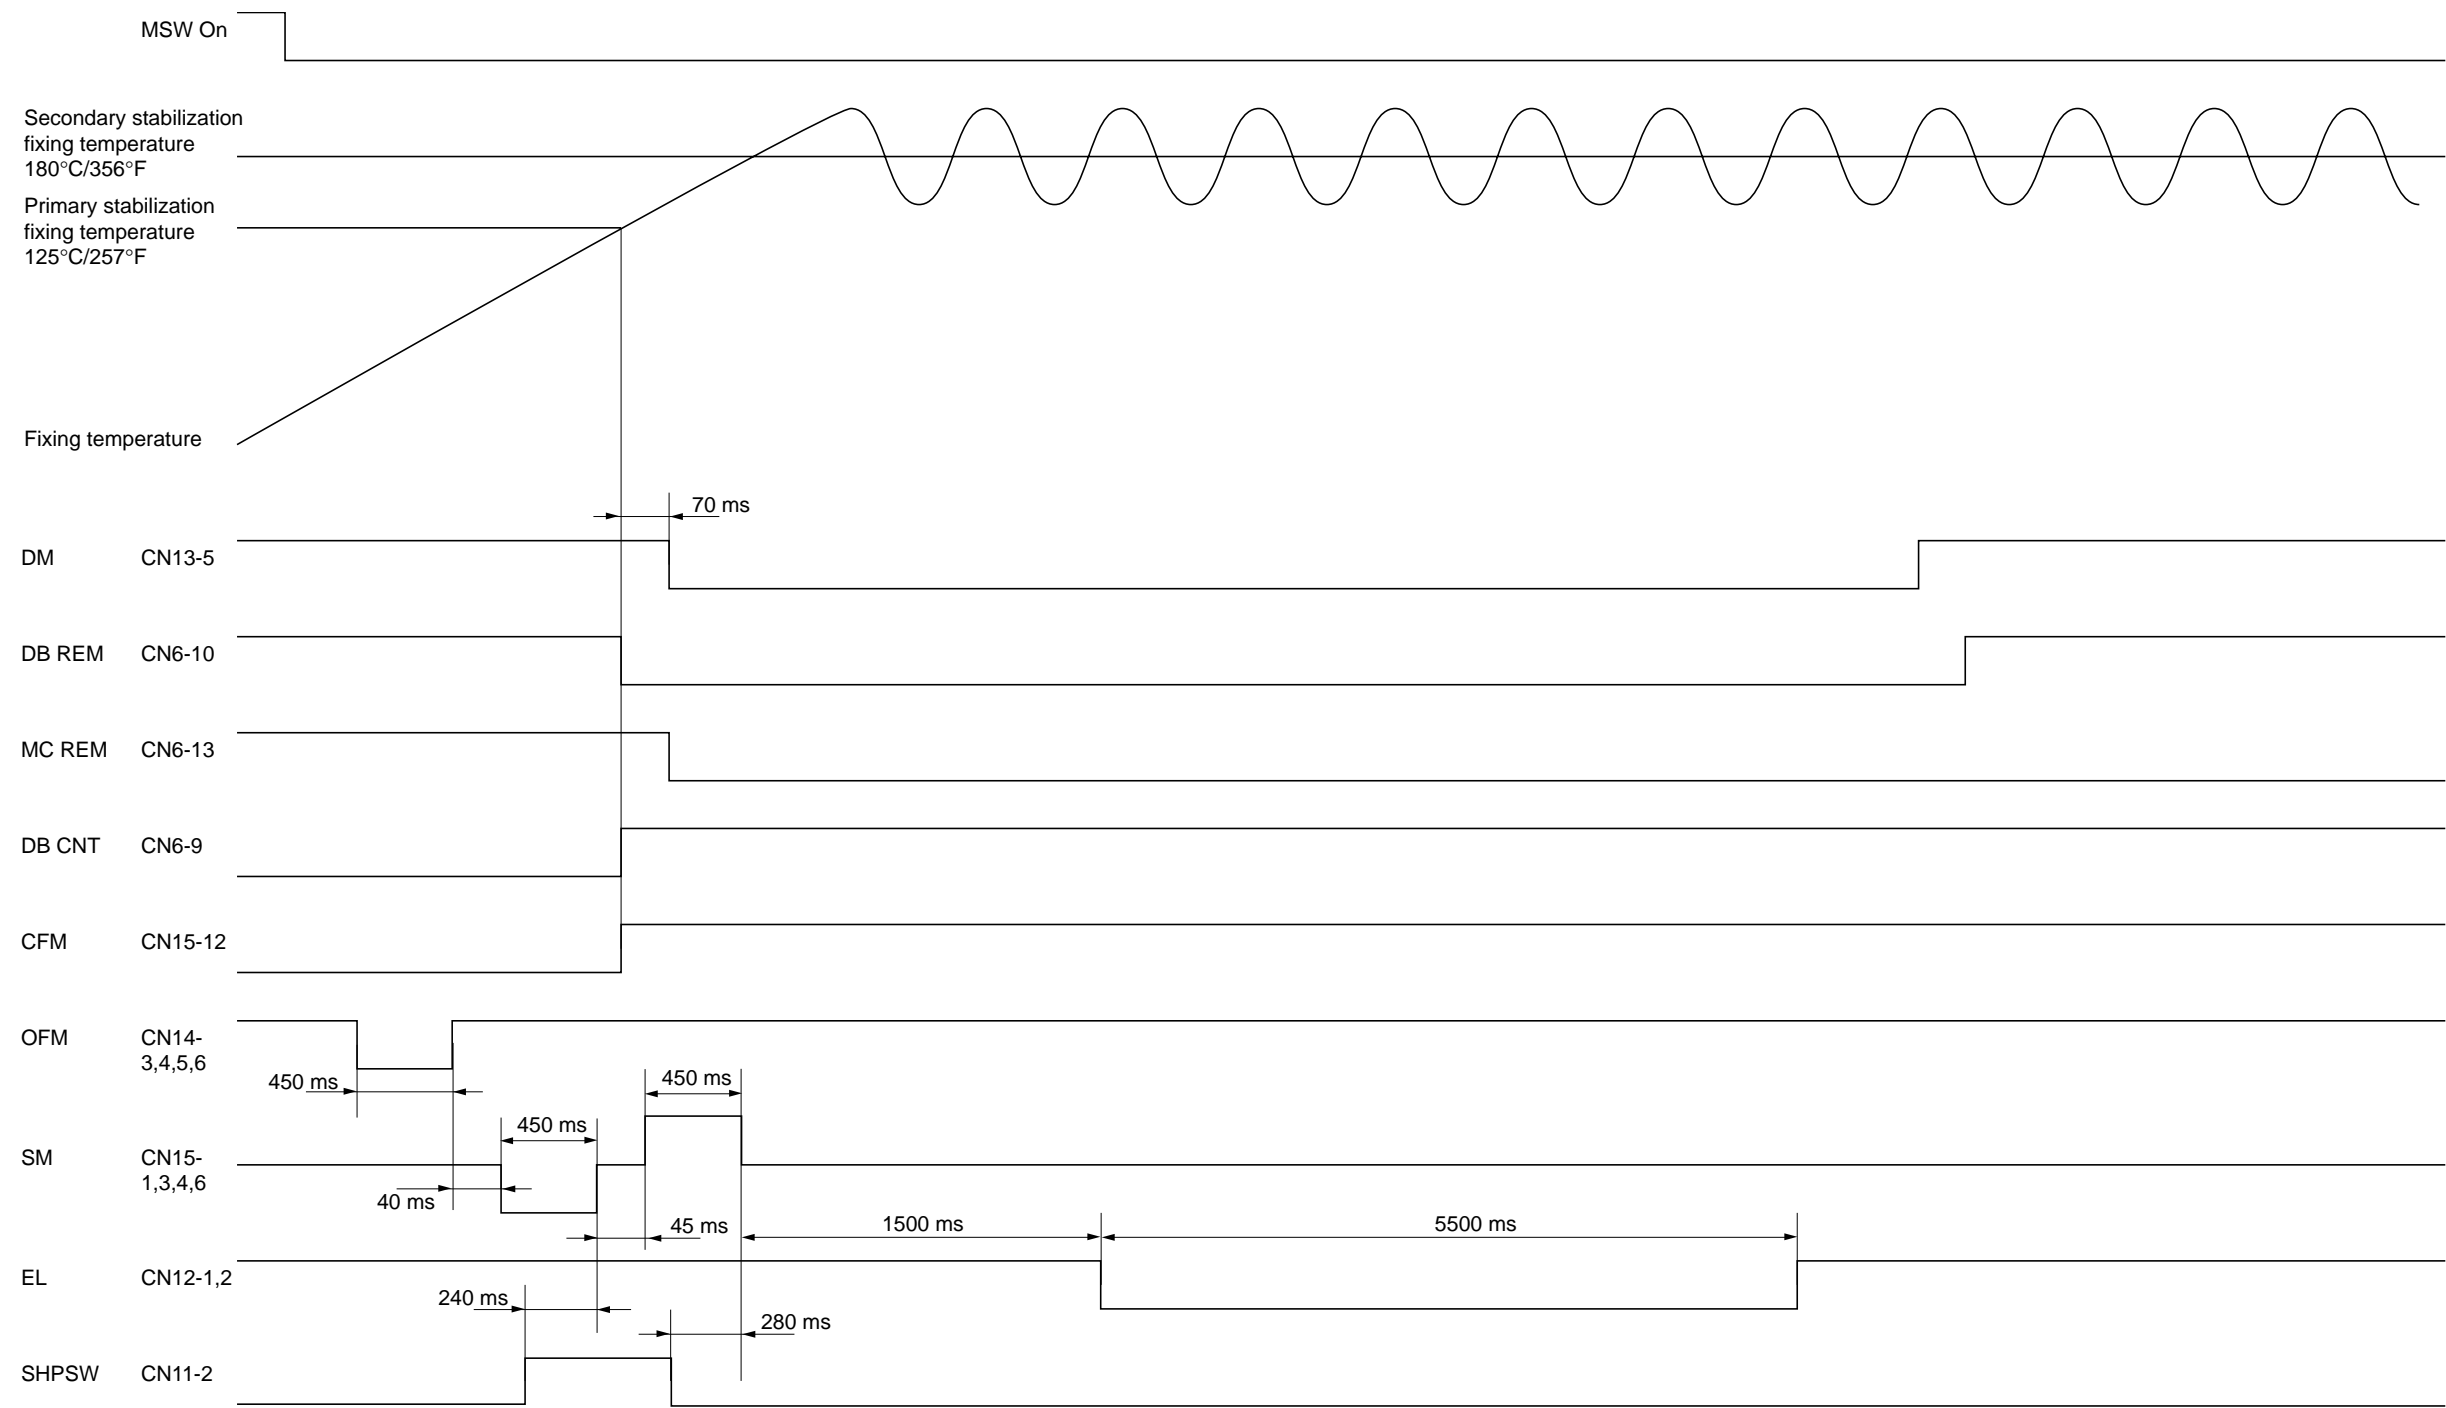 MSW On
Secondary stabilization
fixing temperature
180°C/356°F
Primary stabilization
fixing temperature
125°C/257°F
Fixing temperature
70 ms
DM CN13-5
DB REM CN6-10
MC REM CN6-13
DB CNT CN6-9
CFM CN15-12
OFM CN14-
3,4,5,6
450 ms
450 ms
450 ms
SM CN15-
1,3,4,6
40 ms
45 ms
1500 ms
5500 ms
EL CN12-1,2
240 ms
280 ms
SHPSW CN11-2